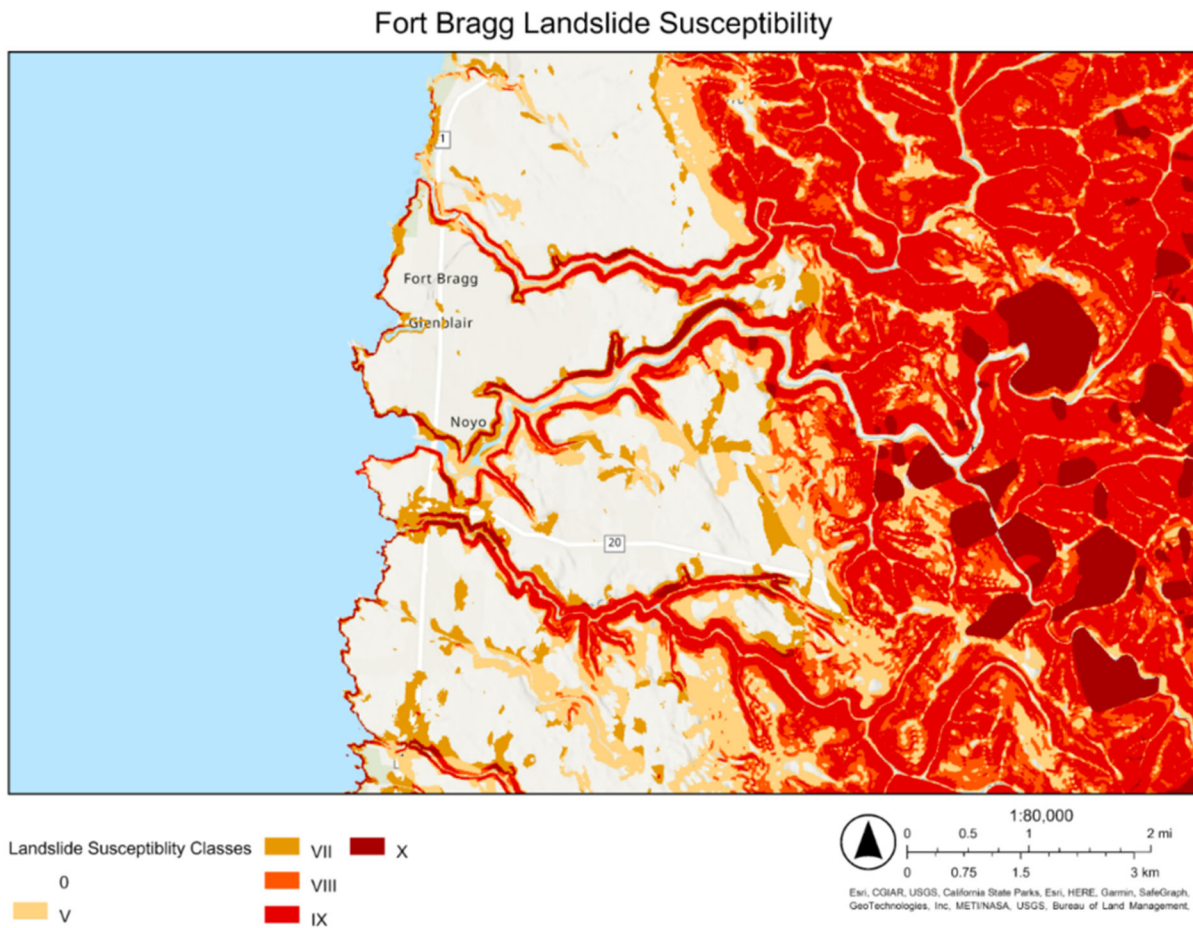 Fort Bragg Landslide Susceptibility
1
Fort Bragg
Glenblair
Noyo
20
Landslide Susceptiblity Classes
0
V
VII
VIII
IX
X
1:80,000
0 0.5 1 2 mi
0 0.75 1.5 3 km
Esri, CGIAR, USGS, California State Parks, Esri, HERE, Garmin, SafeGraph,
GeoTechnologies, Inc, METI/NASA, USGS, Bureau of Land Management,